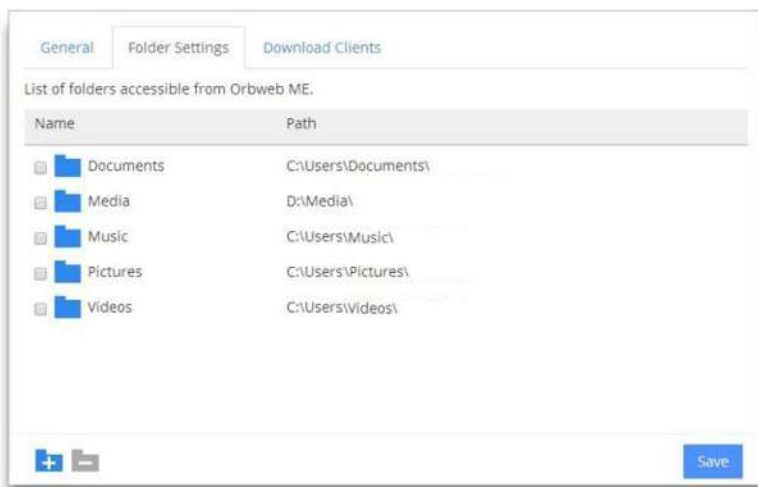 General Folder Settings Download Clients
List of folders accessible from Orbweb ME.
Name Path
Documents C:\Users\Documents\
Media D:\Media\
Music C:\Users\Music\
Pictures C:\Users\Pictures\
Videos C:\Users\Videos\
Save